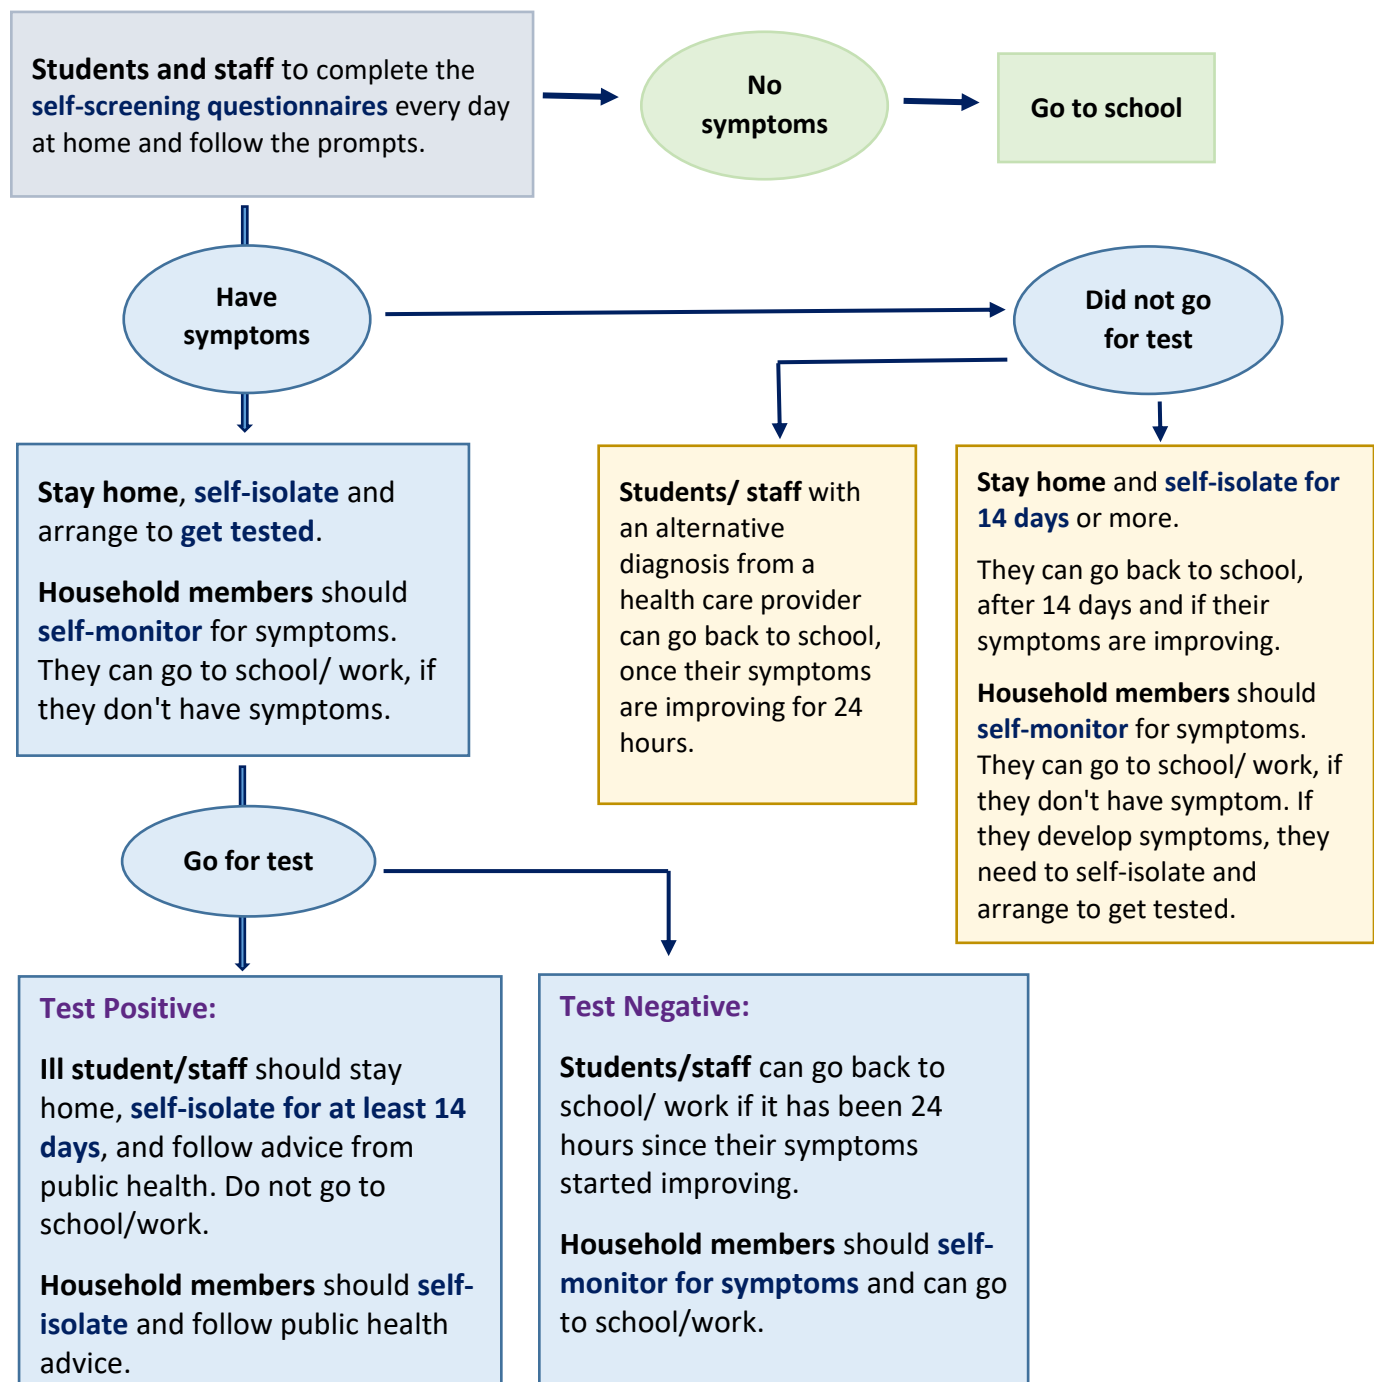 Students and staff to complete the
self-screening questionnaires every day
at home and follow the prompts.
No
symptoms
Go to school
Have
symptoms
Did not go
for test
Stay home, self-isolate and
arrange to get tested.
Household members should
self-monitor for symptoms.
They can go to school/ work, if
they don't have symptoms.
Students/ staff with
an alternative
diagnosis from a
health care provider
can go back to school,
once their symptoms
are improving for 24
hours.
Stay home and self-isolate for
14 days or more.
They can go back to school,
after 14 days and if their
symptoms are improving.
Household members should
self-monitor for symptoms.
They can go to school/ work, if
they don't have symptom. If
they develop symptoms, they
need to self-isolate and
arrange to get tested.
Go for test
Test Positive:
Ill student/staff should stay
home, self-isolate for at least 14
days, and follow advice from
public health. Do not go to
school/work.
Household members should self-
isolate and follow public health
advice.
Test Negative:
Students/staff can go back to
school/ work if it has been 24
hours since their symptoms
started improving.
Household members should self-
monitor for symptoms and can go
to school/work.